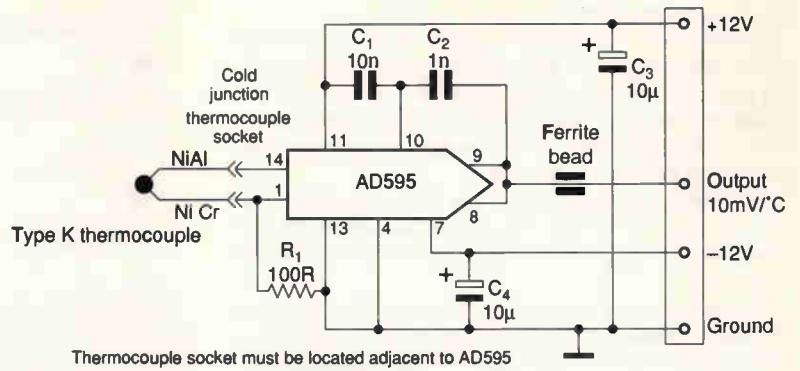 C1
10n
C2
1n
+12V
+
C3
10µ
Cold
junction
thermocouple
socket
11
10
NiAl
14
9
Ferrite
bead
AD595
Output
10mV/°C
1
Ni Cr
8
Type K thermocouple
13
4
7
-12V
R1
100R
+
C4
10µ
Ground
Thermocouple socket must be located adjacent to AD595